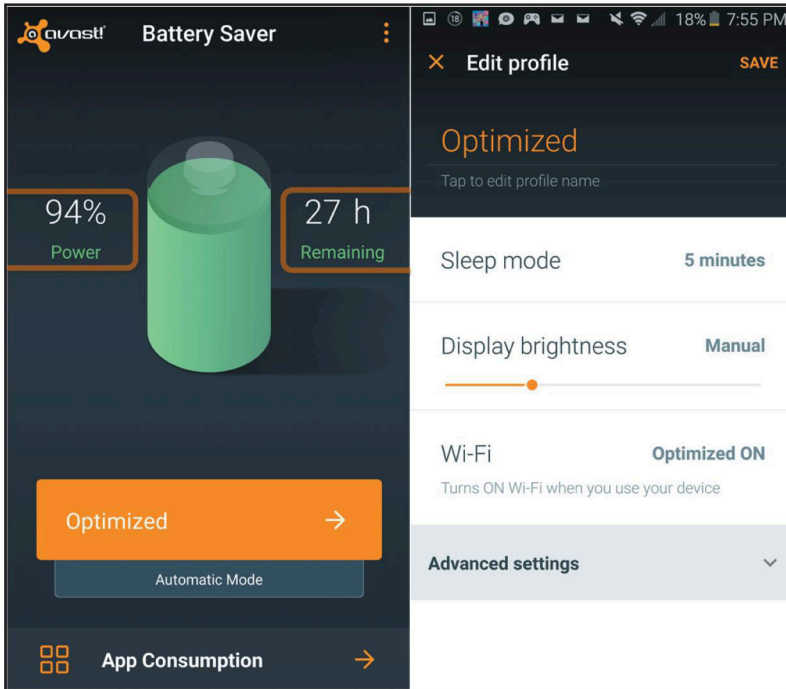 avast!
Battery Saver
94%
Power
27 h
Remaining
Optimized
Automatic Mode
App Consumption
18
18% 7:55 PM
Edit profile
SAVE
Optimized
Tap to edit profile name
Sleep mode
5 minutes
Display brightness
Manual
Wi-Fi
Optimized ON
Turns ON Wi-Fi when you use your device
Advanced settings